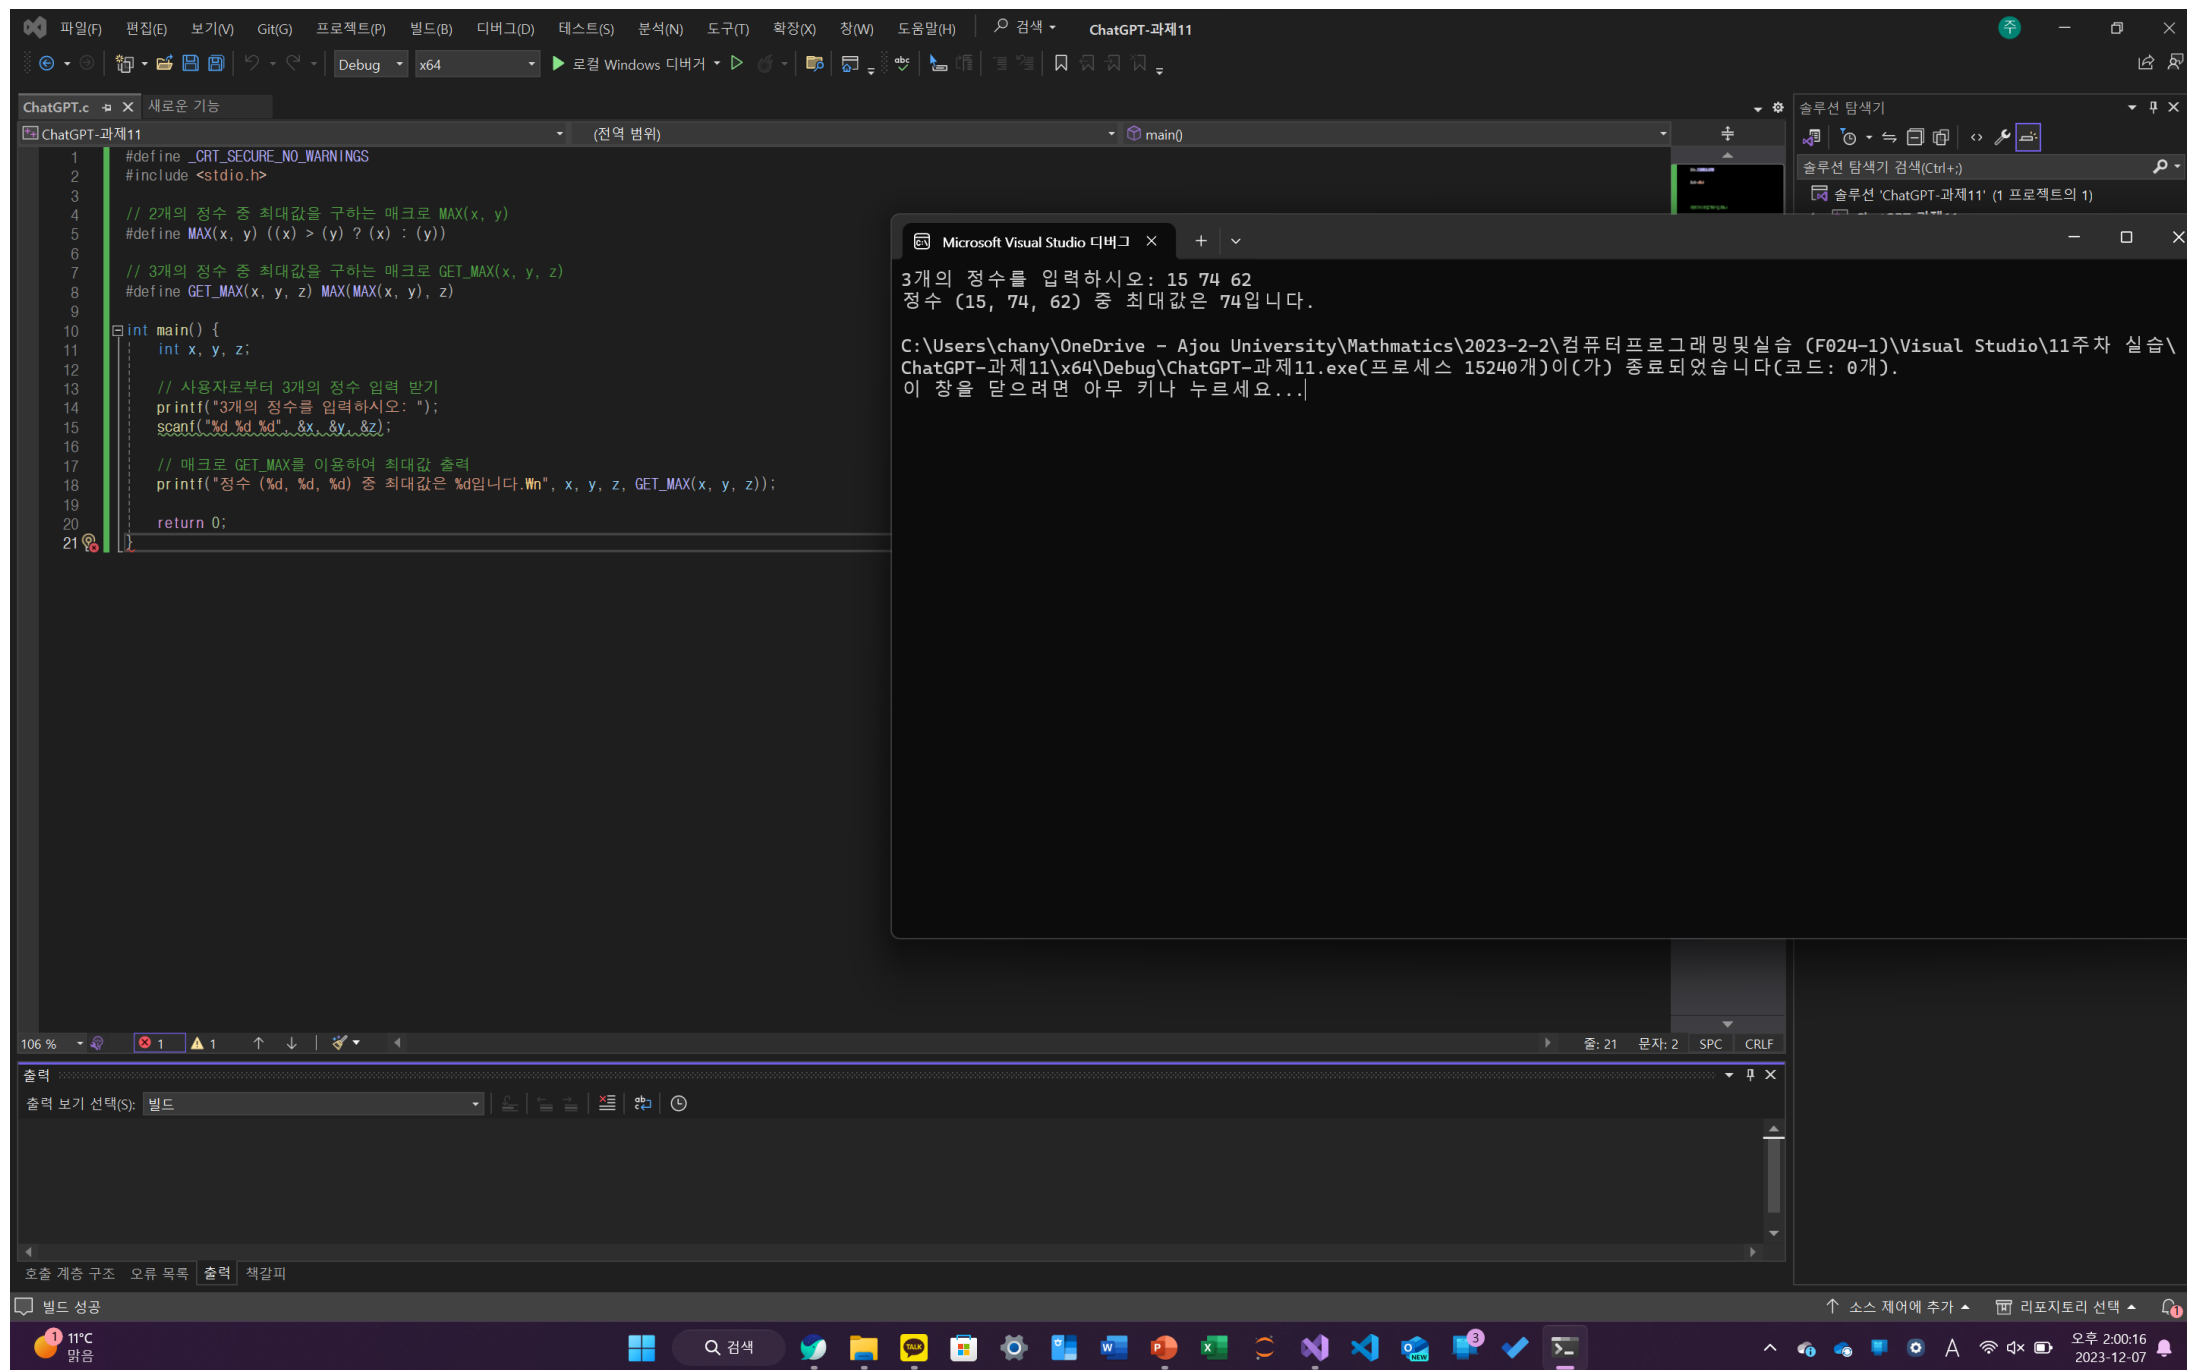 파일(F) 편집(E) 보기(V) Git(G) 프로젝트(P) 빌드(B) 디버그(D) 테스트(S) 분석(N) 도구(T) 확장(X) 창(W) 도움말(H) 검색 ChatGPT-과제11 주
Debug x64 로컬 Windows 디버거
ChatGPT.c 새로운 기능
ChatGPT-과제11 (전역 범위) main()
1 #define _CRT_SECURE_NO_WARNINGS
2 #include <stdio.h>
3
4 // 2개의 정수 중 최대값을 구하는 매크로 MAX(x, y)
5 #define MAX(x, y) ((x) > (y) ? (x) : (y))
6
7 // 3개의 정수 중 최대값을 구하는 매크로 GET_MAX(x, y, z)
8 #define GET_MAX(x, y, z) MAX(MAX(x, y), z)
9
10 int main() {
11 int x, y, z;
12
13 // 사용자로부터 3개의 정수 입력 받기
14 printf("3개의 정수를 입력하시오: ");
15 scanf("%d %d %d", &x, &y, &z);
16
17 // 매크로 GET_MAX를 이용하여 최대값 출력
18 printf("정수 (%d, %d, %d) 중 최대값은 %d입니다.₩n", x, y, z, GET_MAX(x, y, z));
19
20 return 0;
21 }
솔루션 탐색기
솔루션 탐색기 검색(Ctrl+;)
솔루션 'ChatGPT-과제11' (1 프로젝트의 1)
Microsoft Visual Studio 디버그
3개의 정수를 입력하시오: 15 74 62
정수 (15, 74, 62) 중 최대값은 74입니다.
C:\Users\chany\OneDrive - Ajou University\Mathmatics\2023-2-2\컴퓨터프로그래밍및실습 (F024-1)\Visual Studio\11주차 실습\
ChatGPT-과제11\x64\Debug\ChatGPT-과제11.exe(프로세스 15240개)이(가) 종료되었습니다(코드: 0개).
이 창을 닫으려면 아무 키나 누르세요...
106 % 1 1 줄: 21 문자: 2 SPC CRLF
출력
출력 보기 선택(S): 빌드
호출 계층 구조 오류 목록 출력 책갈피
빌드 성공 소스 제어에 추가 리포지토리 선택 1
1 11°C
맑음
검색
TALK
NEW
3
A
오후 2:00:16
2023-12-07